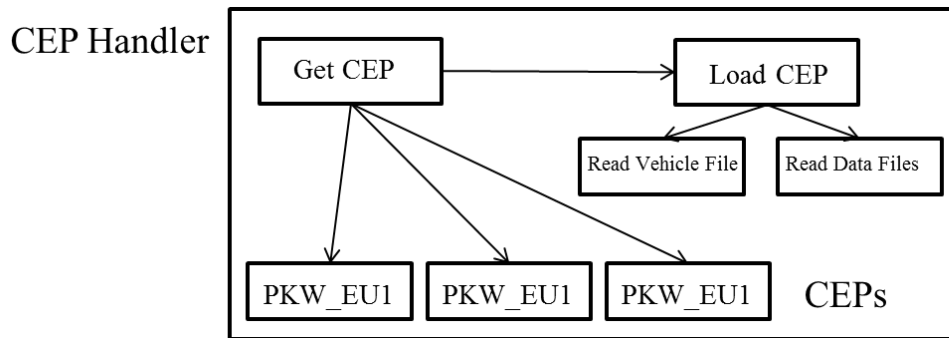 CEP Handler
Get CEP
Load CEP
Read Vehicle File
Read Data Files
PKW_EU1
PKW_EU1
PKW_EU1
CEPs